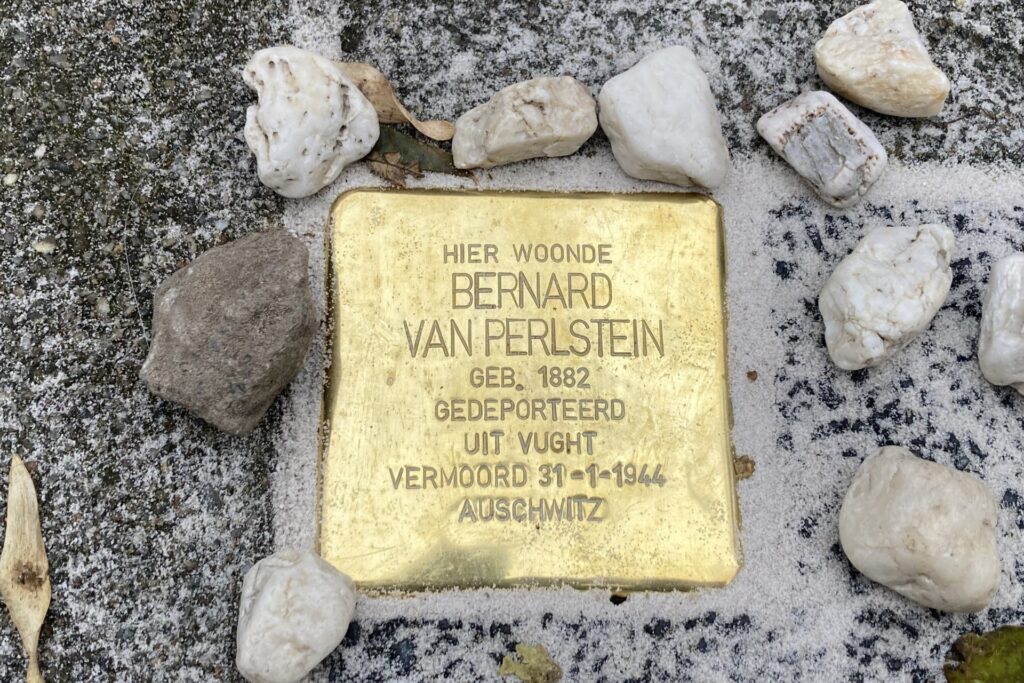 HIER WOONDE
BERNARD
VAN PERLSTEIN
GEB. 1882
GEDEPORTEERD
UIT VUGHT
VERMOORD 31-1-1944
AUSCHWITZ